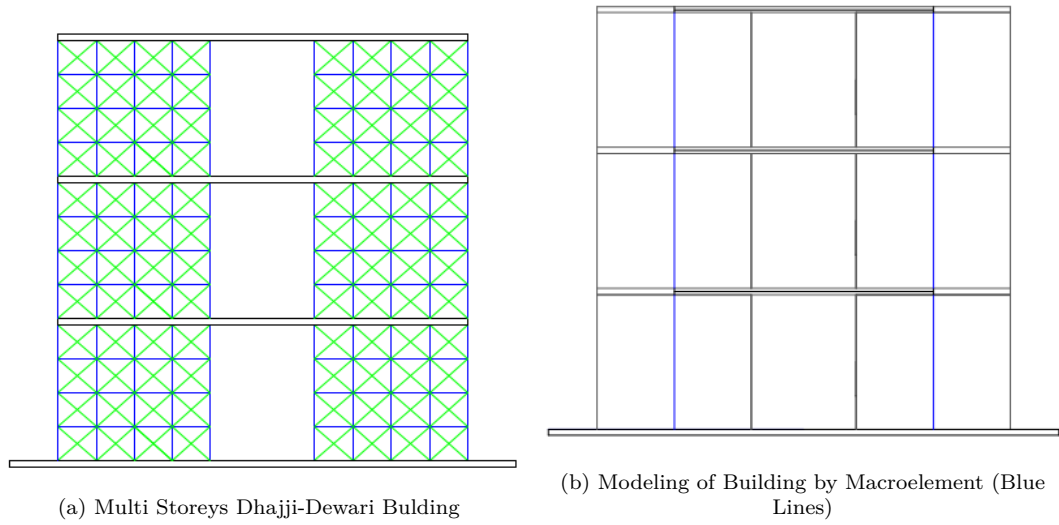 (a) Multi Storeys Dhajji-Dewari Bulding
(b) Modeling of Building by Macroelement (Blue
Lines)